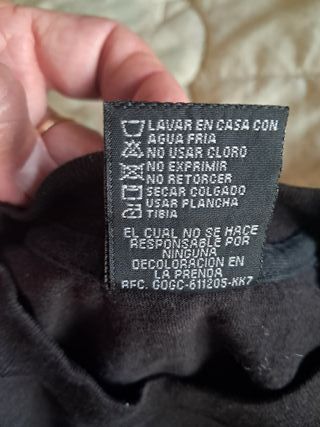 LAVAR EN CASA CON
AGUA FRIA
NO USAR CLORO
NO EXPRIMIR
NO RETORCER
SECAR COLGADO
USAR PLANCHA
TIBIA
EL CUAL NO SE HACE
RESPONSABLE POR
NINGUNA
DECOLORACION EN
LA PRENDA
RFC. GOGC-611205-KK7